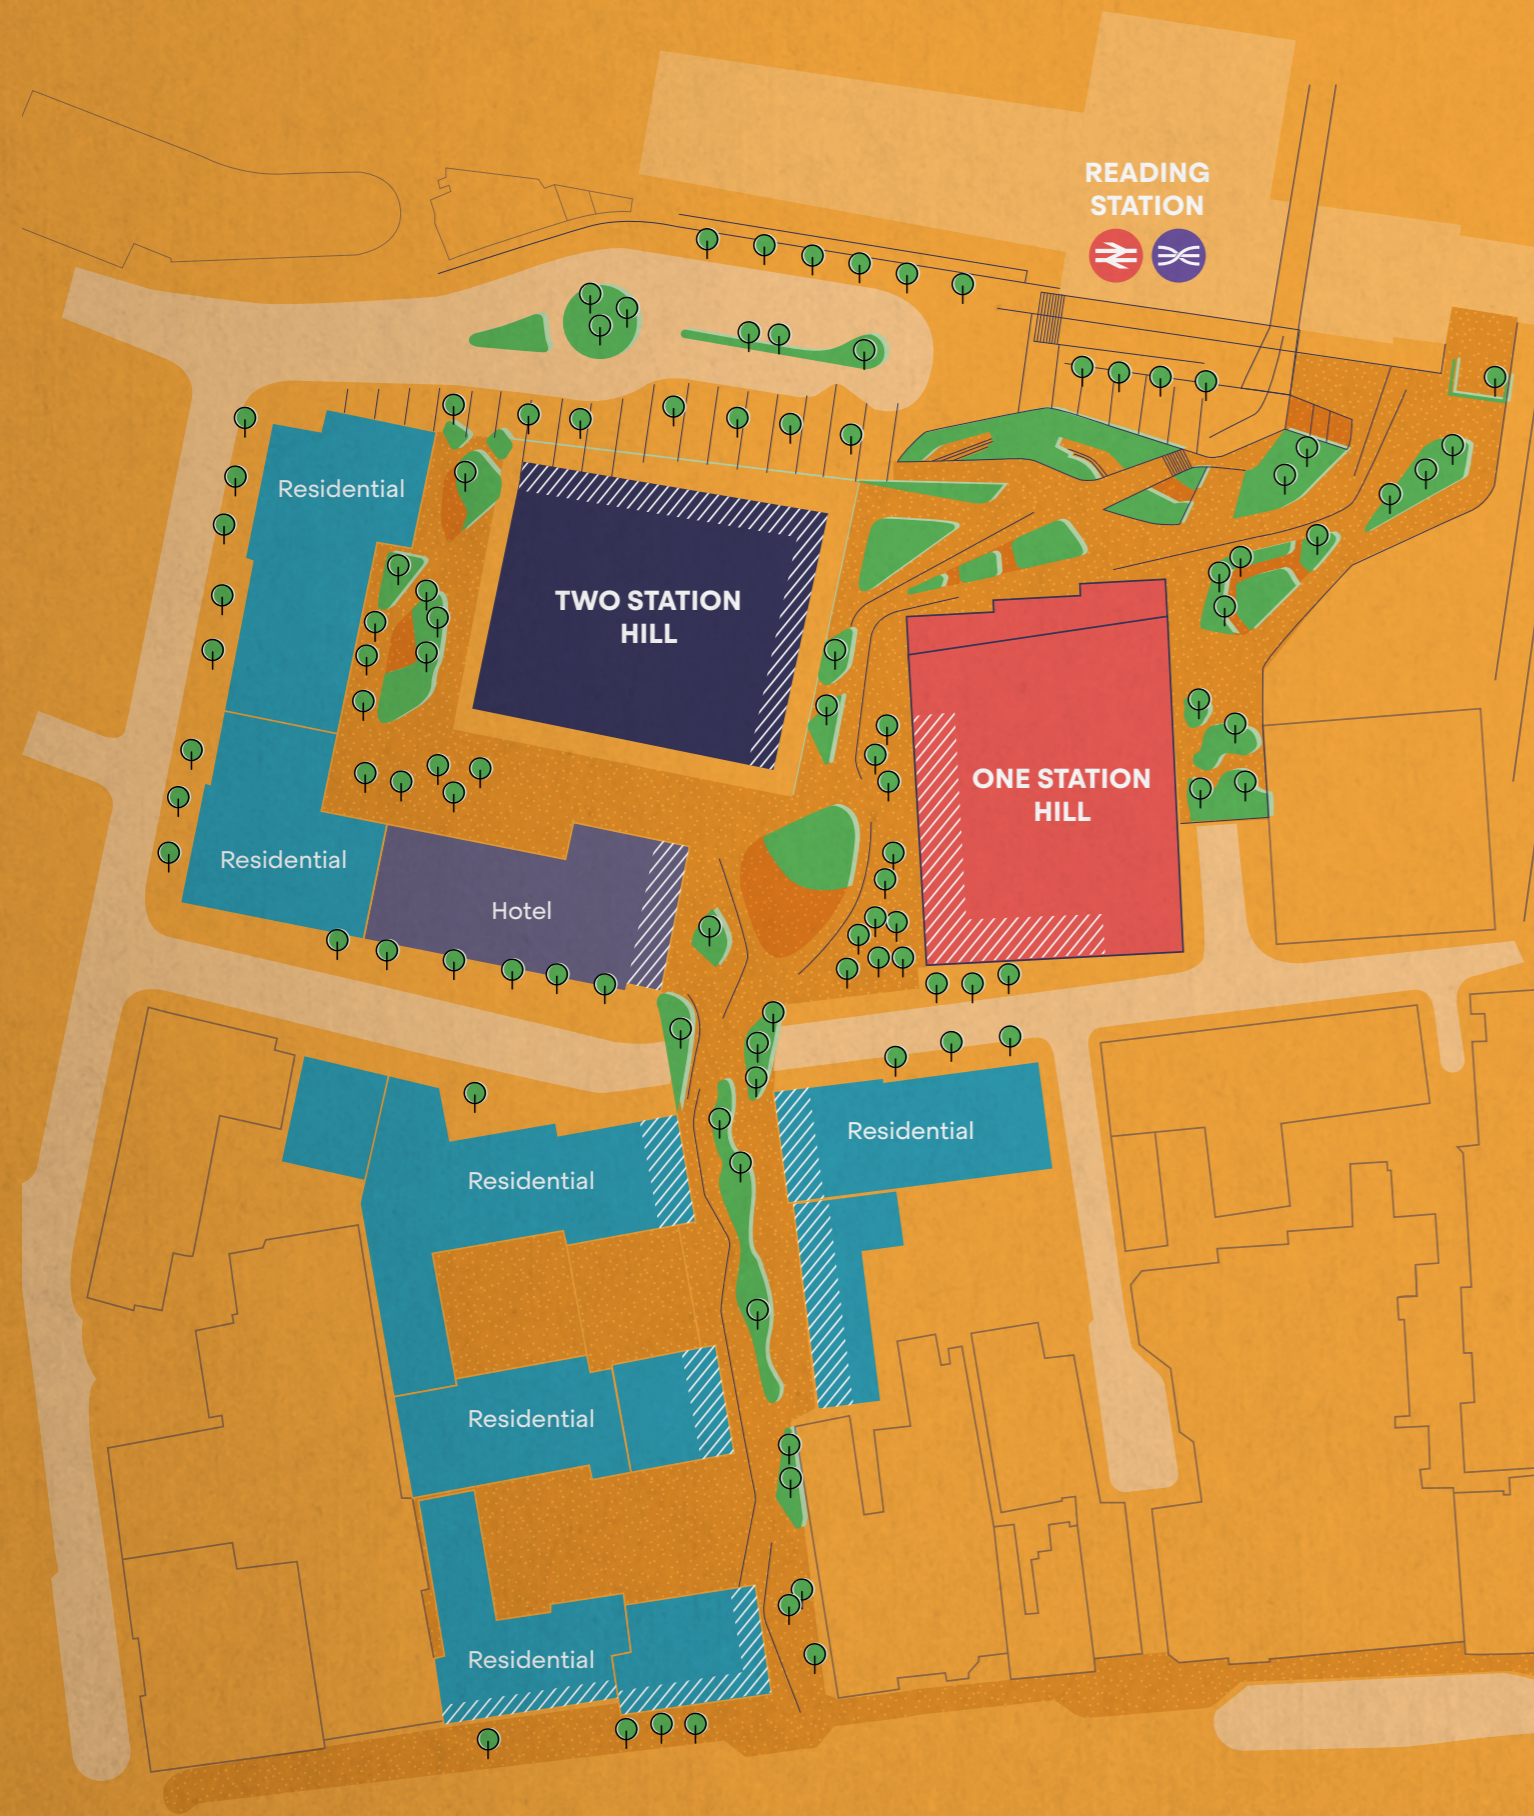 READING
STATION
Residential
TWO STATION
HILL
ONE STATION
HILL
Residential
Hotel
Residential
Residential
Residential
Residential